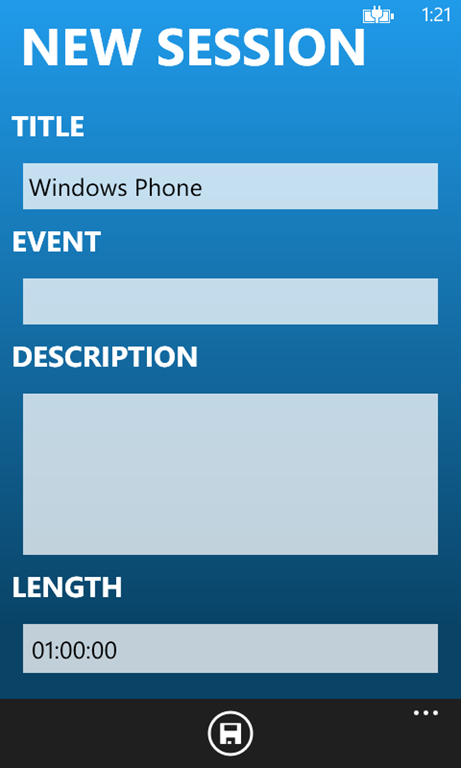 1:21
NEW SESSION
TITLE
Windows Phone
EVENT
DESCRIPTION
LENGTH
01:00:00